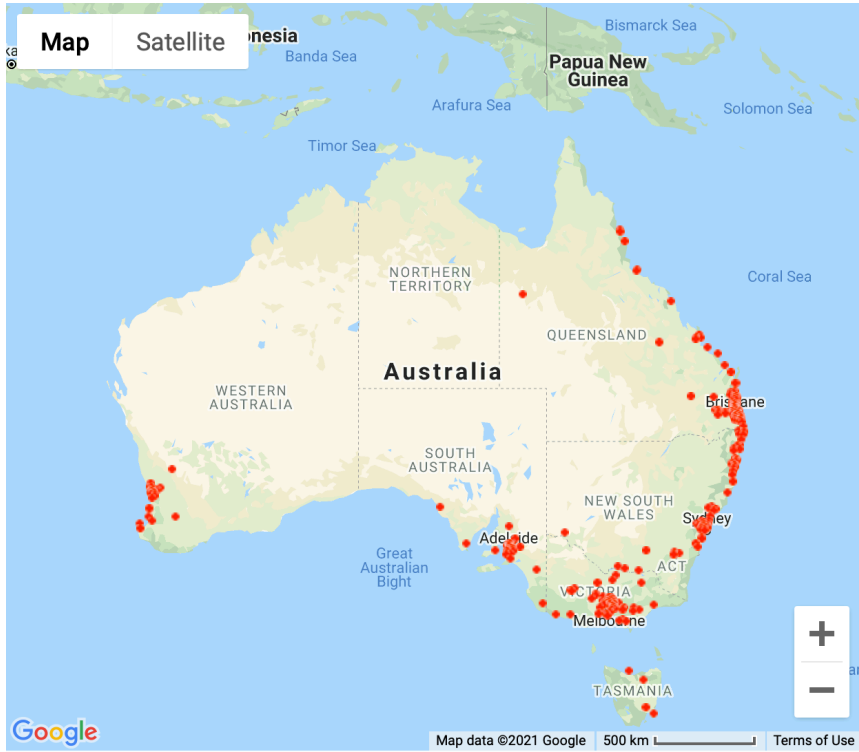 Map
Satellite
nesia
Bismarck Sea
Banda Sea
Papua New
Guinea
Arafura Sea
Solomon Sea
Timor Sea
NORTHERN
TERRITORY
Coral Sea
QUEENSLAND
Australia
WESTERN
AUSTRALIA
Brisbane
SOUTH
AUSTRALIA
NEW SOUTH
WALES
Sydney
Adelaide
Great
Australian
Bight
ACT
VICTORIA
Melbourne
TASMANIA
+
−
Google
Map data ©2021 Google
500 km
Terms of Use